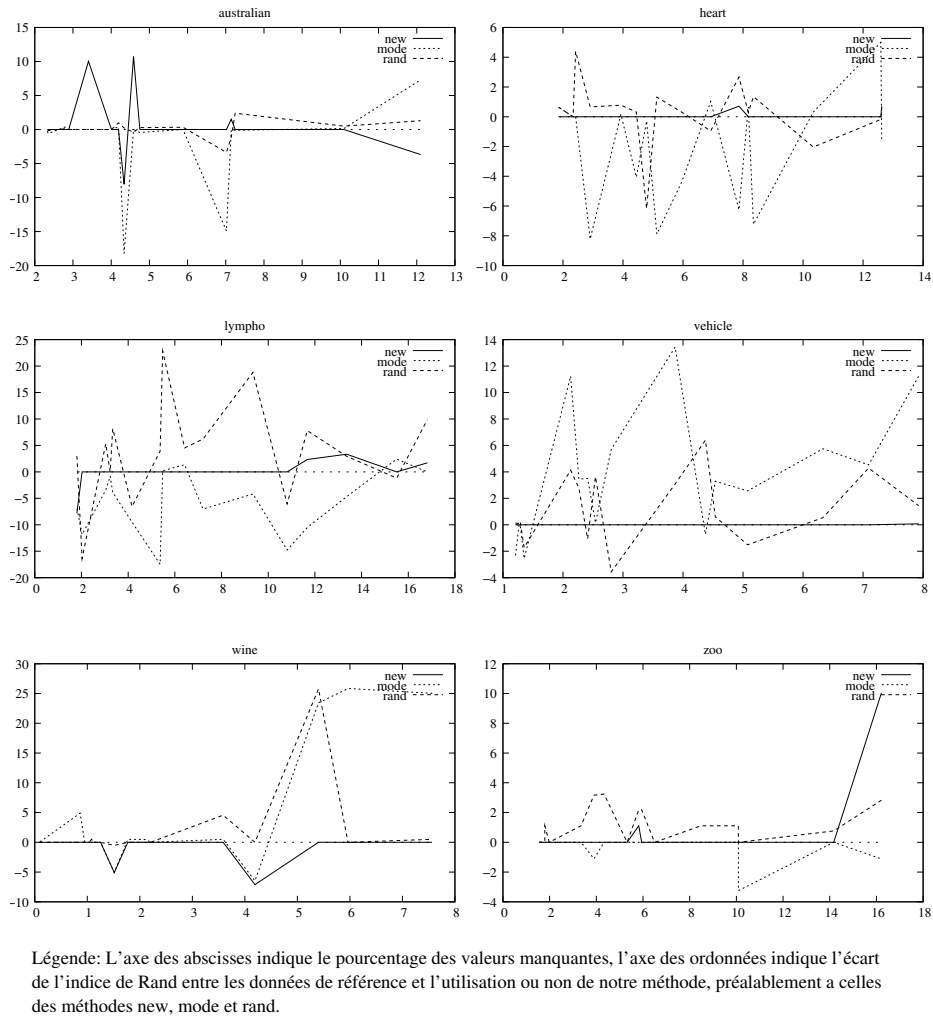 australian
15
10
5
0
−5
−10
−15
−20
2 3 4 5 6 7 8 9 10 11 12 13
new
mode
rand
heart
6
4
2
0
−2
−4
−6
−8
−10
0 2 4 6 8 10 12 14
new
mode
rand
lympho
25
20
15
10
5
0
−5
−10
−15
−20
0 2 4 6 8 10 12 14 16 18
new
mode
rand
vehicle
14
12
10
8
6
4
2
0
−2
−4
1 2 3 4 5 6 7 8
new
mode
rand
wine
30
25
20
15
10
5
0
−5
−10
0 1 2 3 4 5 6 7 8
new
mode
rand
zoo
12
10
8
6
4
2
0
−2
−4
0 2 4 6 8 10 12 14 16 18
new
mode
rand
Légende: L'axe des abscisses indique le pourcentage des valeurs manquantes, l'axe des ordonnées indique l'écart
de l'indice de Rand entre les données de référence et l'utilisation ou non de notre méthode, préalablement a celles
des méthodes new, mode et rand.